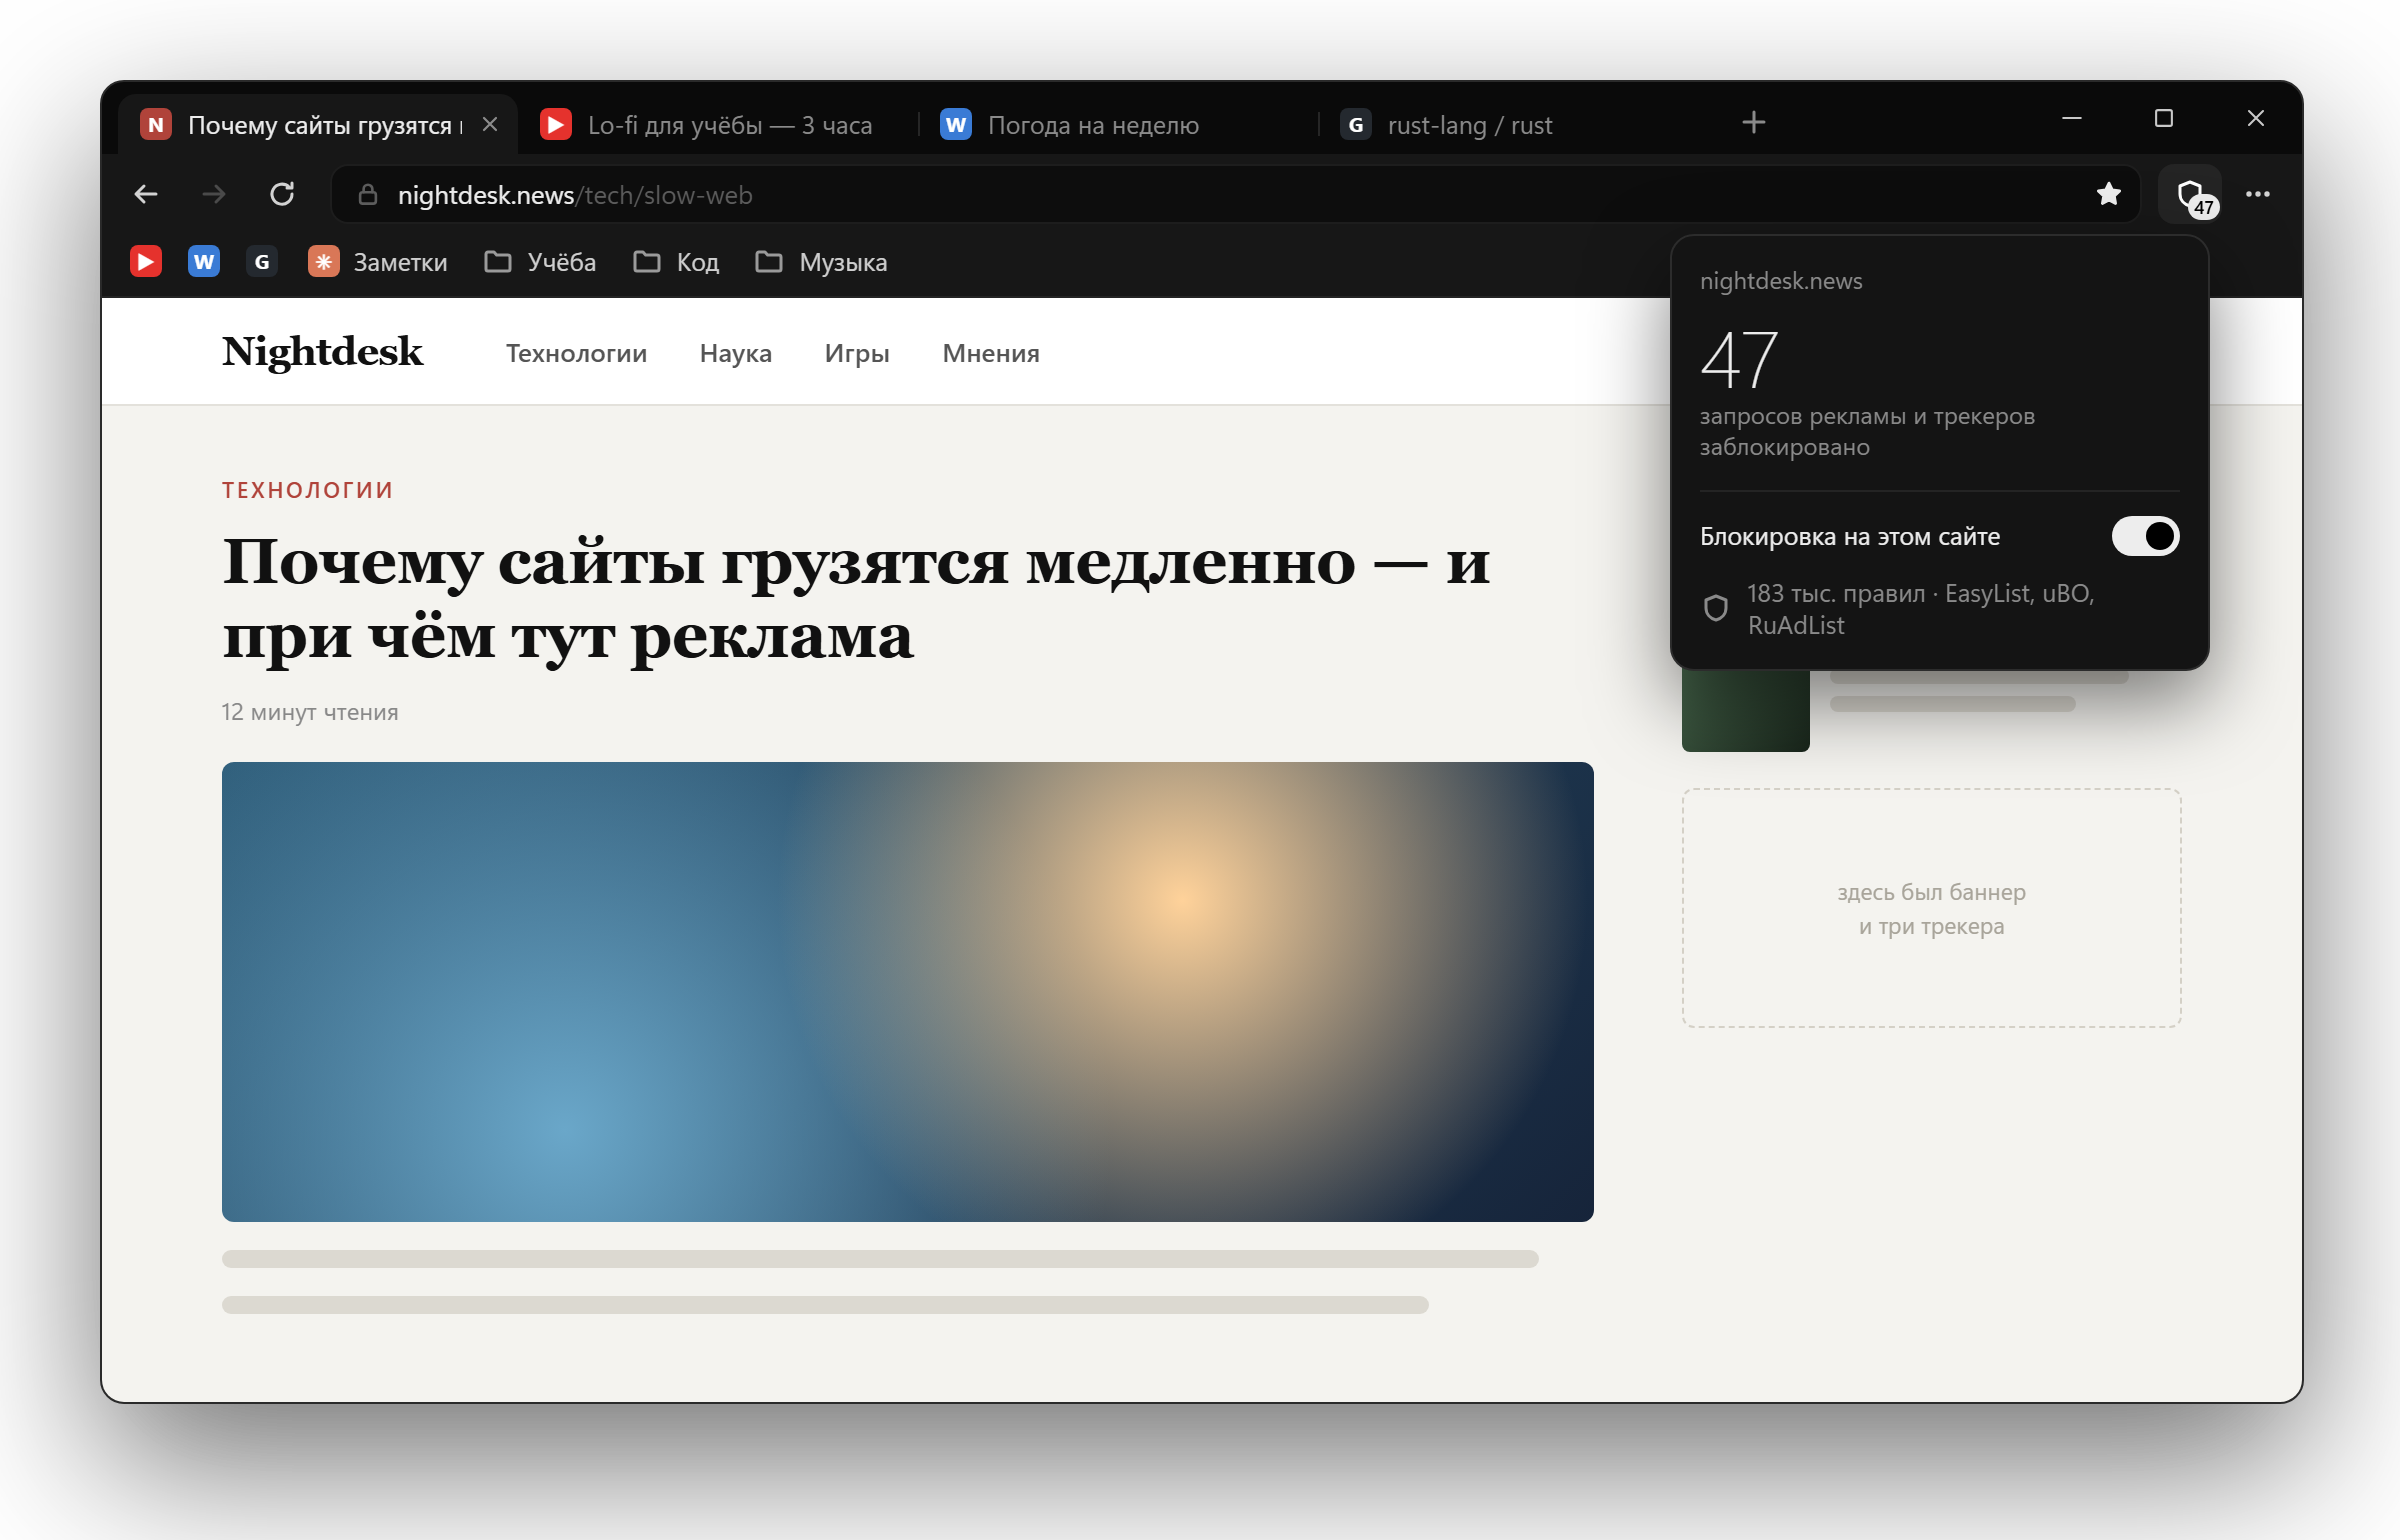 N Почему сайты грузятся
Lo-fi для учёбы — 3 часа
W Погода на неделю
G rust-lang / rust
nightdesk.news/tech/slow-web
47
W
G
Заметки
Учёба
Код
Музыка
nightdesk.news
47
запросов рекламы и трекеров
заблокировано
Блокировка на этом сайте
183 тыс. правил · EasyList, uBO,
RuAdList
Nightdesk
Технологии
Наука
Игры
Мнения
ТЕХНОЛОГИИ
Почему сайты грузятся медленно — и
при чём тут реклама
12 минут чтения
здесь был баннер
и три трекера